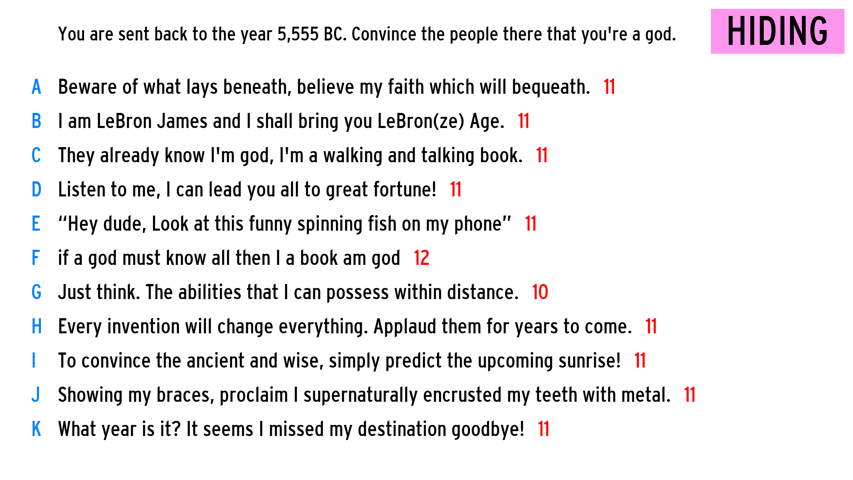 You are sent back to the year 5,555 BC. Convince the people there that you're a god.
HIDING
A Beware of what lays beneath, believe my faith which will bequeath. 11
B I am LeBron James and I shall bring you LeBron(ze) Age. 11
C They already know I'm god, I'm a walking and talking book. 11
D Listen to me, I can lead you all to great fortune! 11
E “Hey dude, Look at this funny spinning fish on my phone” 11
F if a god must know all then I a book am god 12
G Just think. The abilities that I can possess within distance. 10
H Every invention will change everything. Applaud them for years to come. 11
I To convince the ancient and wise, simply predict the upcoming sunrise! 11
J Showing my braces, proclaim I supernaturally encrusted my teeth with metal. 11
K What year is it? It seems I missed my destination goodbye! 11